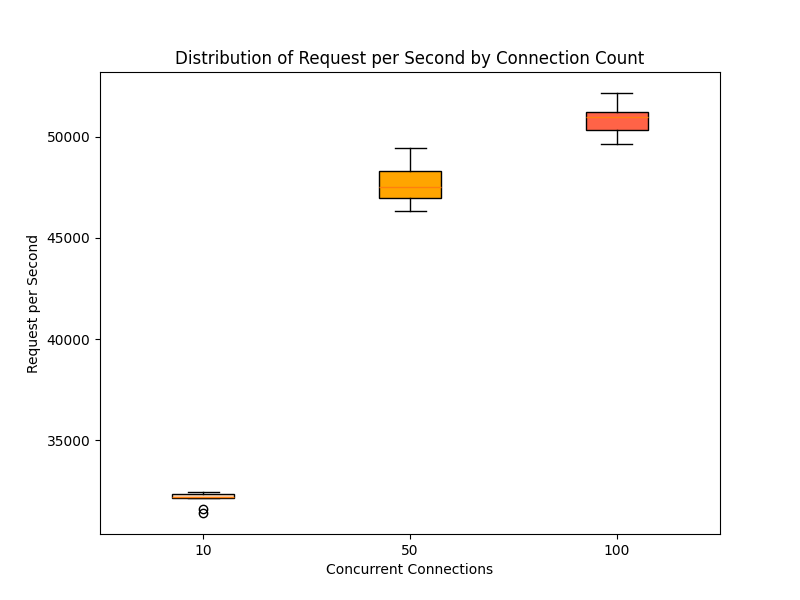 Distribution of Request per Second by Connection Count
Request per Second
50000
45000
40000
35000
10 50 100
Concurrent Connections